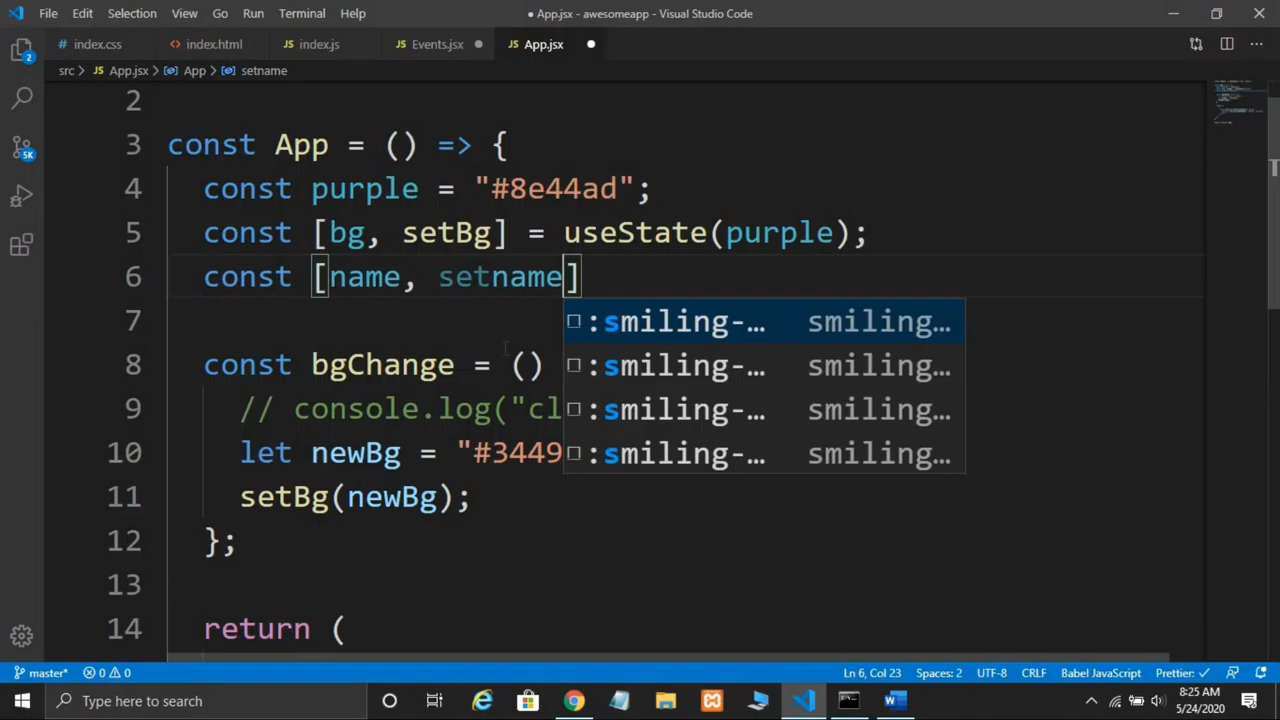 File Edit Selection View Go Run Terminal Help
● App.jsx - awesomeapp - Visual Studio Code
index.css index.html JS index.js JS Events.jsx JS App.jsx
src > JS App.jsx > App > setname
2
3 const App = () => {
4 const purple = "#8e44ad";
5 const [bg, setBg] = useState(purple);
6 const [name, setname]
7 :smiling-… smiling…
8 const bgChange = () :smiling-… smiling…
9 // console.log("cl :smiling-… smiling…
10 let newBg = "#3449 :smiling-… smiling…
11 setBg(newBg);
12 };
13
14 return (
2
5K
master* 0 0 Ln 6, Col 23 Spaces: 2 UTF-8 CRLF Babel JavaScript Prettier: ✓
Type here to search
8:25 AM
5/24/2020